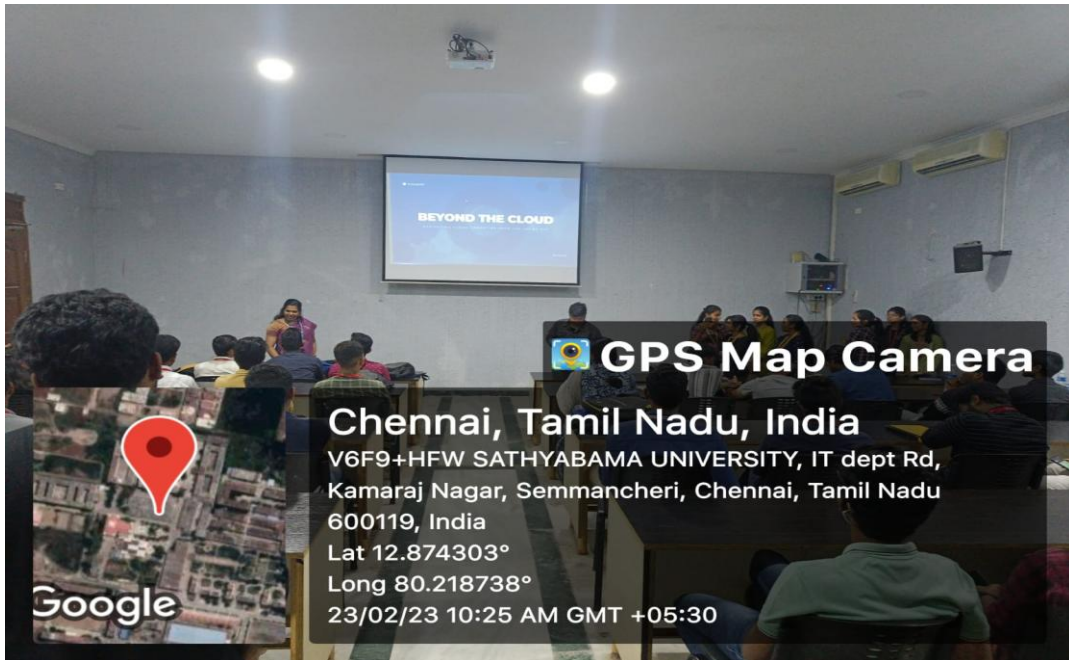 BEYOND THE CLOUD
GPS Map Camera
Chennai, Tamil Nadu, India
V6F9+HFW SATHYABAMA UNIVERSITY, IT dept Rd,
Kamaraj Nagar, Semmancheri, Chennai, Tamil Nadu
600119, India
Lat 12.874303°
Long 80.218738°
23/02/23 10:25 AM GMT +05:30
Google